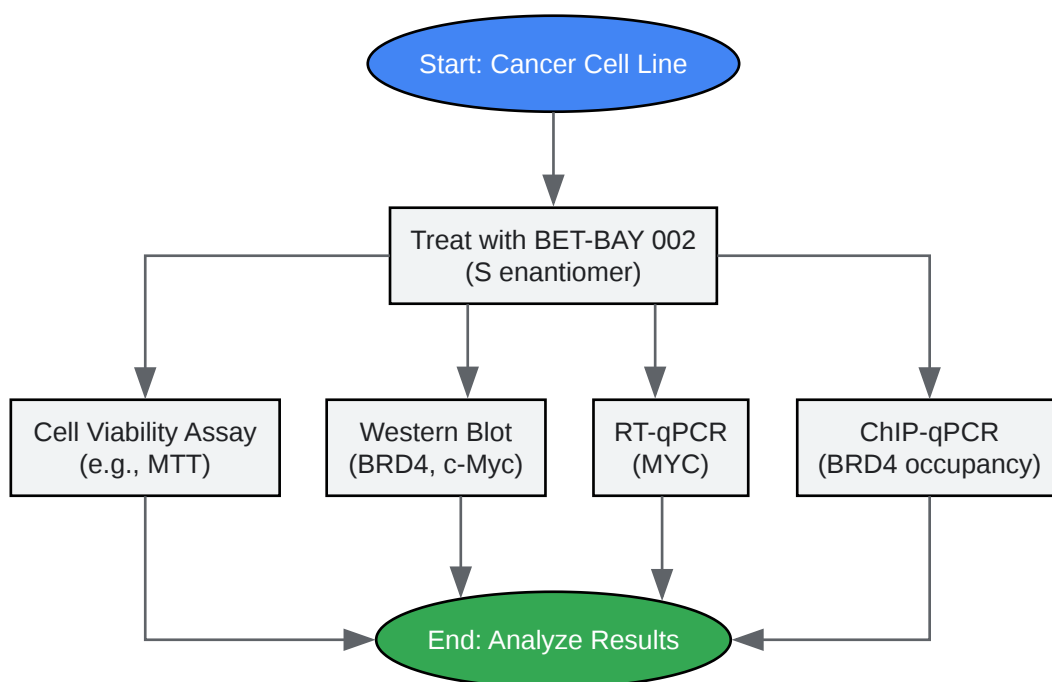 Start: Cancer Cell Line
Treat with BET-BAY 002
(S enantiomer)
Cell Viability Assay
(e.g., MTT)
Western Blot
(BRD4, c-Myc)
RT-qPCR
(MYC)
ChIP-qPCR
(BRD4 occupancy)
End: Analyze Results